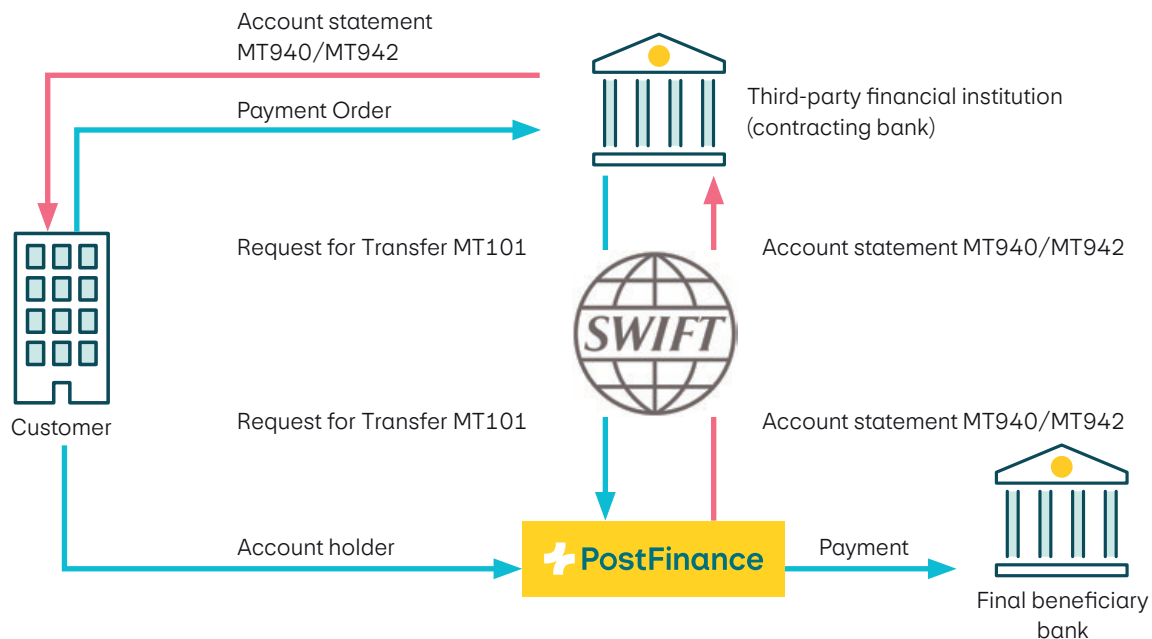 Account statement
MT940/MT942
Payment Order
Third-party financial institution
(contracting bank)
Request for Transfer MT101
Account statement MT940/MT942
SWIFT
Customer
Request for Transfer MT101
Account statement MT940/MT942
Account holder
PostFinance
Payment
Final beneficiary
bank